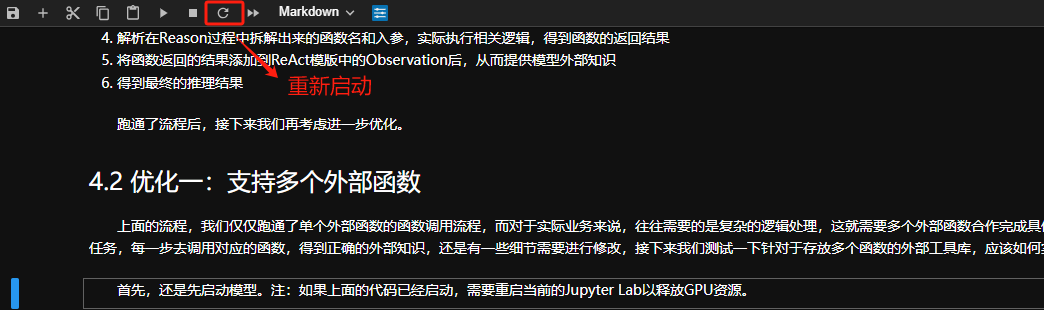 Markdown
4. 解析在Reason过程中拆解出来的函数名和入参，实际执行相关逻辑，得到函数的返回结果
5. 将函数返回的结果添加到ReAct模版中的Observation后，从而提供模型外部知识
6. 得到最终的推理结果
重新启动
跑通了流程后，接下来我们再考虑进一步优化。
4.2 优化一：支持多个外部函数
上面的流程，我们仅仅跑通了单个外部函数的函数调用流程，而对于实际业务来说，往往需要的是复杂的逻辑处理，这就需要多个外部函数合作完成具
任务，每一步去调用对应的函数，得到正确的外部知识，还是有一些细节需要进行修改，接下来我们测试一下针对于存放多个函数的外部工具库，应该如何
首先，还是先启动模型。注：如果上面的代码已经启动，需要重启当前的Jupyter Lab以释放GPU资源。